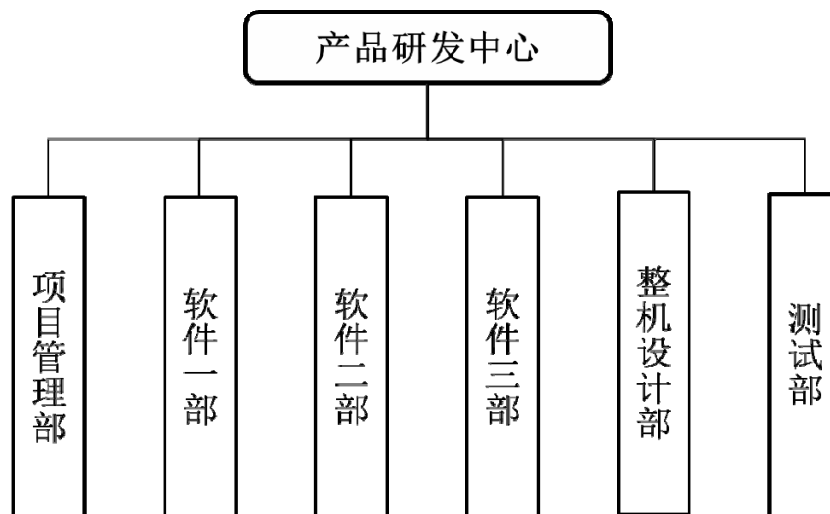 产品研发中心
项目管理部
软件一部
软件二部
软件三部
整机设计部
测试部